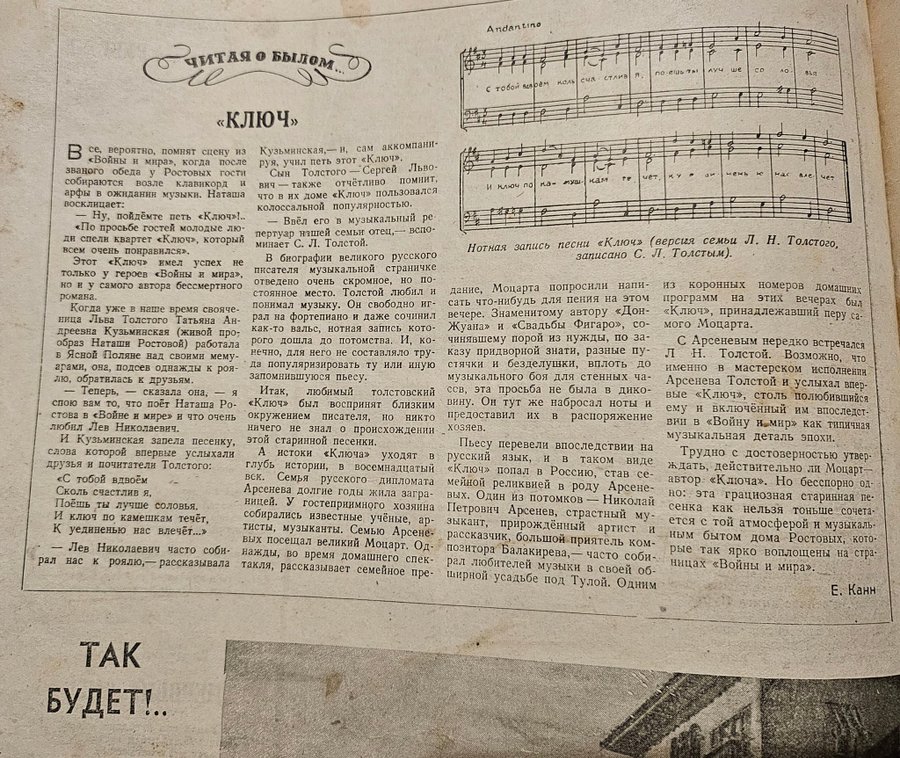 ЧИТАЯ О БЫЛОМ...
«КЛЮЧ»
Все, вероятно, помнят сцену из
«Войны и мира», когда после
званого обеда у Ростовых гости
собираются возле клавикорд и
арфы в ожидании музыки. Наташа
восклицает:
— Ну, пойдёмте петь «Ключ»!..
«По просьбе гостей молодые лю-
ди спели квартет «Ключ», который
всем очень понравился».
Этот «Ключ» имел успех не
только у героев «Войны и мира»,
но и у самого автора бессмертного
романа.
Когда уже в наше время свояче-
ница Льва Толстого Татьяна Ан-
дреевна Кузьминская (живой про-
образ Наташи Ростовой) работала
в Ясной Поляне над своими мему-
арами, она, подсев однажды к роя-
лю, обратилась к друзьям.
— Теперь, — сказала она, — я
спою вам то, что поёт Наташа Ро-
стова в «Войне и мире» и что очень
любил Лев Николаевич.
И Кузьминская запела песенку,
слова которой впервые услыхали
друзья и почитатели Толстого:
«С тобой вдвоём
Сколь счастлив я,
Поёшь ты лучше соловья.
И ключ по камешкам течёт,
К уединенью нас влечёт...»
— Лев Николаевич часто соби-
рал нас к роялю,— рассказывала
Кузьминская,— и, сам аккомпани-
руя, учил петь этот «Ключ».
Сын Толстого — Сергей Льво-
вич — также отчётливо помнит,
что в их доме «Ключ» пользовался
колоссальной популярностью.
— Ввёл его в музыкальный ре-
пертуар нашей семьи отец,— вспо-
минает С. Л. Толстой.
В биографии великого русского
писателя музыкальной страничке
отведено очень скромное, но по-
стоянное место. Толстой любил и
понимал музыку. Он свободно иг-
рал на фортепиано и даже сочинил
как-то вальс, нотная запись кото-
рого дошла до потомства. И, ко-
нечно, для него не составляло тру-
да популяризировать ту или иную
запомнившуюся пьесу.
Итак, любимый толстовский
«Ключ» был воспринят близким
окружением писателя, но никто
ничего не знал о происхождении
этой старинной песенки.
А истоки «Ключа» уходят в
глубь истории, в восемнадцатый
век. Семья русского дипломата
Арсенева долгие годы жила загра-
ницей. У гостеприимного хозяина
собирались известные учёные, ар-
тисты, музыканты. Семью Арсене-
вых посещал великий Моцарт. Од-
нажды, во время домашнего спек-
такля, рассказывает семейное пре-
Andantino
с тобой вдвоём коль сча стлив я, поешь ты луч ше со ло вья
и ключ по ка меш кам те чет, к у е ди нень ю нас вле чет
Нотная запись песни «Ключ» (версия семьи Л. Н. Толстого,
записано С. Л. Толстым).
дание, Моцарта попросили напи-
сать что-нибудь для пения на этом
вечере. Знаменитому автору «Дон-
Жуана» и «Свадьбы Фигаро», со-
чинявшему порой из нужды, по за-
казу придворной знати, разные пу-
стячки и безделушки, вплоть до
музыкального боя для стенных ча-
сов, эта просьба не была в дико-
вину. Он тут же набросал ноты и
предоставил их в распоряжение
хозяев.
Пьесу перевели впоследствии на
русский язык, и в таком виде
«Ключ» попал в Россию, став се-
мейной реликвией в роду Арсене-
вых. Один из потомков — Николай
Петрович Арсенев, страстный му-
зыкант, прирождённый артист и
рассказчик, большой приятель ком-
позитора Балакирева,— часто соби-
рал любителей музыки в своей об-
ширной усадьбе под Тулой. Одним
из коронных номеров домашних
программ на этих вечерах был
«Ключ», принадлежавший перу са-
мого Моцарта.
С Арсеневым нередко встречался
Л Н. Толстой. Возможно, что
именно в мастерском исполнении
Арсенева Толстой и услыхал впер-
вые «Ключ», столь полюбившийся
ему и включённый им впоследст-
вии в «Войну и мир» как типичная
музыкальная деталь эпохи.
Трудно с достоверностью утвер-
ждать, действительно ли Моцарт—
автор «Ключа». Но бесспорно од-
но: эта грациозная старинная пе-
сенка как нельзя тоньше сочета-
ется с той атмосферой и музыкаль-
ным бытом дома Ростовых, кото-
рые так ярко воплощены на стра-
ницах «Войны и мира».
Е. Канн
ТАК
БУДЕТ!..